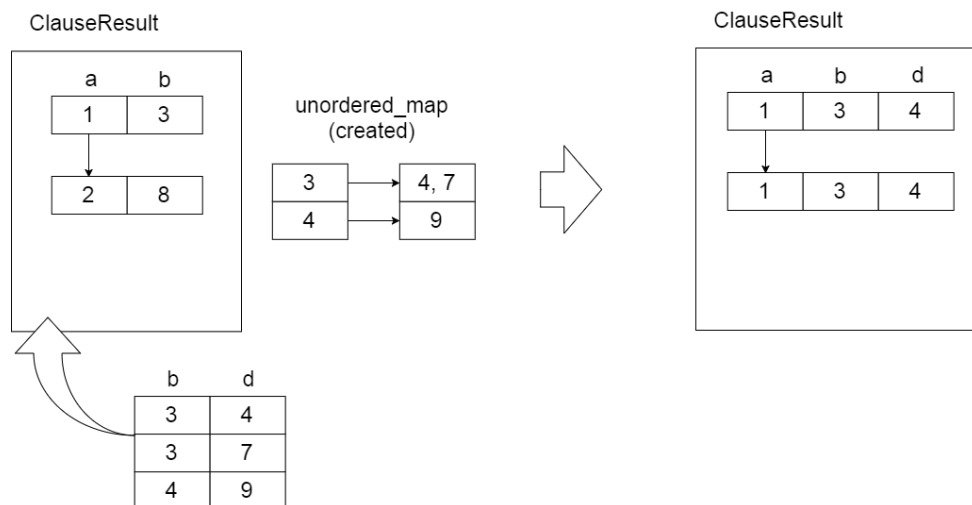 ClauseResult
a b
1 3
2 8
unordered_map
(created)
3 4, 7
4 9
b d
3 4
3 7
4 9
ClauseResult
a b d
1 3 4
1 3 4